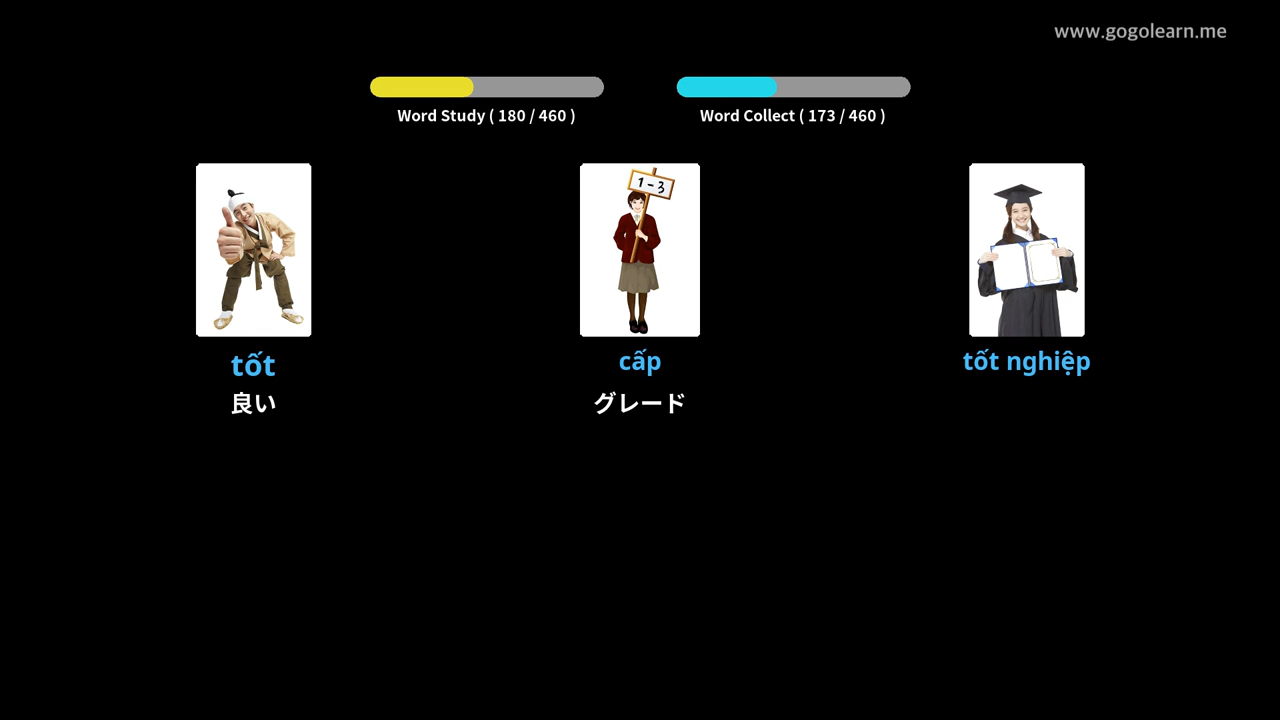 www.gogolearn.me
Word Study ( 180 / 460 )
Word Collect ( 173 / 460 )
1 - 3
tốt
cấp
tốt nghiệp
良い
グレード